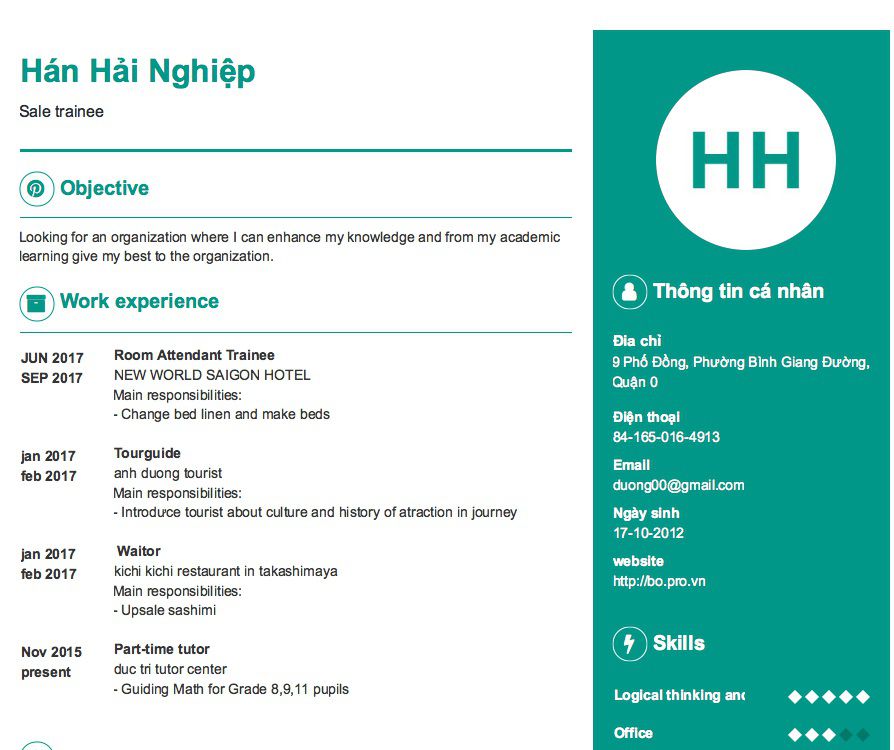 Hán Hải Nghiệp
Sale trainee
Objective
Looking for an organization where I can enhance my knowledge and from my academic
learning give my best to the organization.
Work experience
JUN 2017
SEP 2017
Room Attendant Trainee
NEW WORLD SAIGON HOTEL
Main responsibilities:
- Change bed linen and make beds
jan 2017
feb 2017
Tourguide
anh duong tourist
Main responsibilities:
- Introdưce tourist about culture and history of atraction in journey
jan 2017
feb 2017
Waitor
kichi kichi restaurant in takashimaya
Main responsibilities:
- Upsale sashimi
Nov 2015
present
Part-time tutor
duc tri tutor center
- Guiding Math for Grade 8,9,11 pupils
HH
Thông tin cá nhân
Đia chỉ
9 Phố Đồng, Phường Bình Giang Đường,
Quận 0
Điện thoại
84-165-016-4913
Email
duong00@gmail.com
Ngày sinh
17-10-2012
website
http://bo.pro.vn
Skills
Logical thinking and
Office